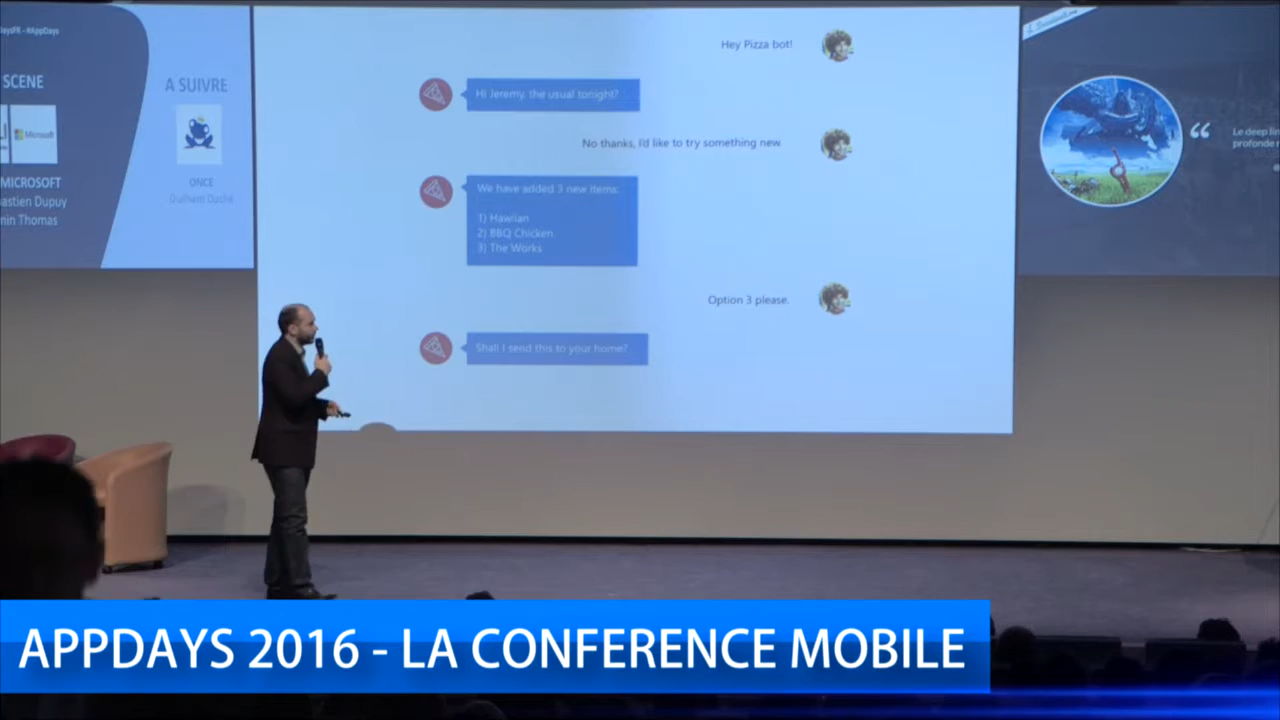 #AppDays
SCENE
Microsoft
MICROSOFT
astien Dupuy
min Thomas
A SUIVRE
ONCE
Hey Pizza bot!
Hi Jeremy, the usual tonight?
No thanks, I'd like to try something new.
We have added 3 new items.
1) Hawiian
2) BBQ Chicken
3) The Works
Option 3 please.
Shall I send this to your home?
“
Le deep lin
profonde
APPDAYS 2016 - LA CONFERENCE MOBILE